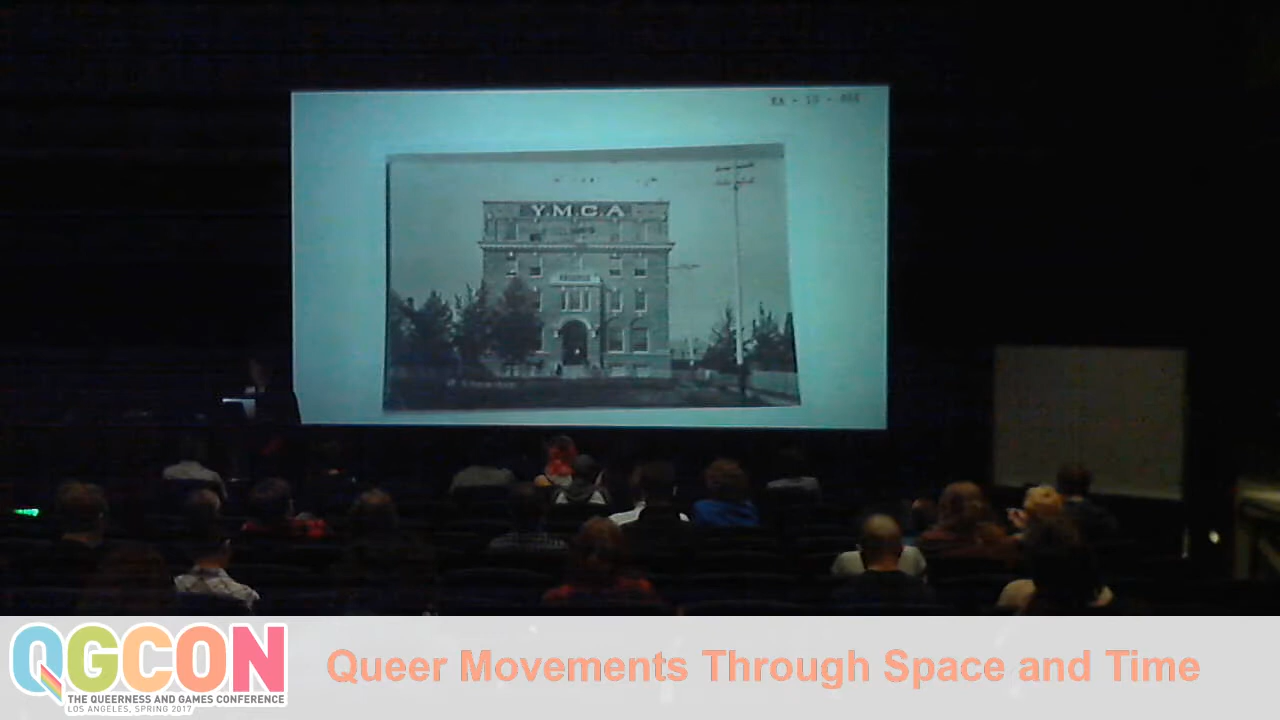 Y.M.C.A
QGCON
THE QUEERNESS AND GAMES CONFERENCE
LOS ANGELES, SPRING 2017
Queer Movements Through Space and Time